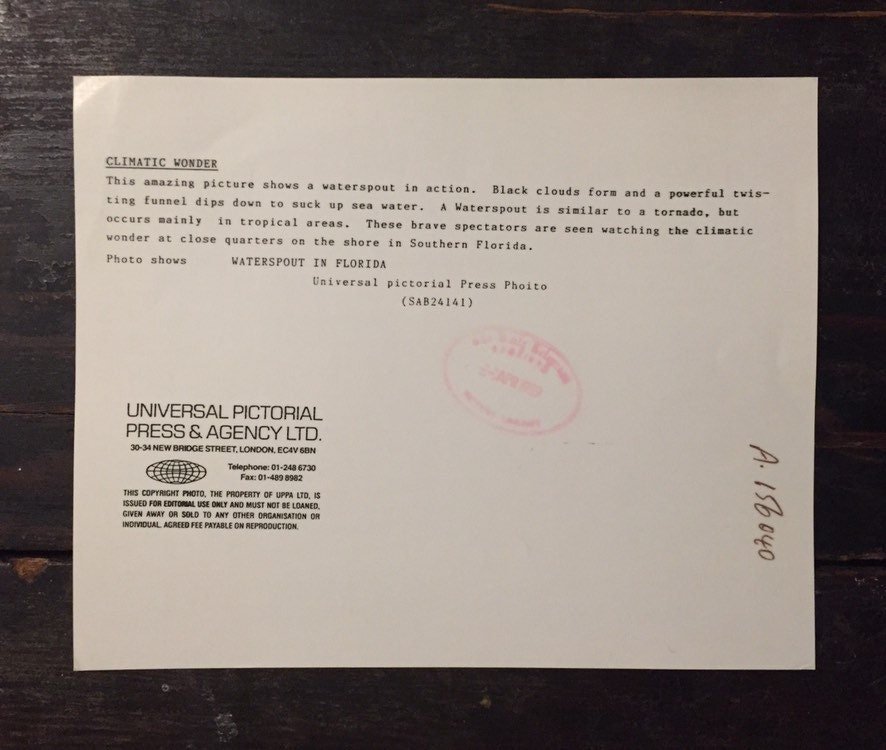 CLIMATIC WONDER
This amazing picture shows a waterspout in action. Black clouds form and a powerful twis-
ting funnel dips down to suck up sea water. A Waterspout is similar to a tornado, but
occurs mainly in tropical areas. These brave spectators are seen watching the climatic
wonder at close quarters on the shore in Southern Florida.
Photo shows WATERSPOUT IN FLORIDA
Universal pictorial Press Phoito
(SAB24141)
UNIVERSAL PICTORIAL
PRESS & AGENCY LTD.
30-34 NEW BRIDGE STREET, LONDON, EC4V 6BN
Telephone: 01-248 6730
Fax: 01-489 8982
THIS COPYRIGHT PHOTO, THE PROPERTY OF UPPA LTD, IS
ISSUED FOR EDITORIAL USE ONLY AND MUST NOT BE LOANED,
GIVEN AWAY OR SOLD TO ANY OTHER ORGANISATION OR
INDIVIDUAL. AGREED FEE PAYABLE ON REPRODUCTION.
A. 156040